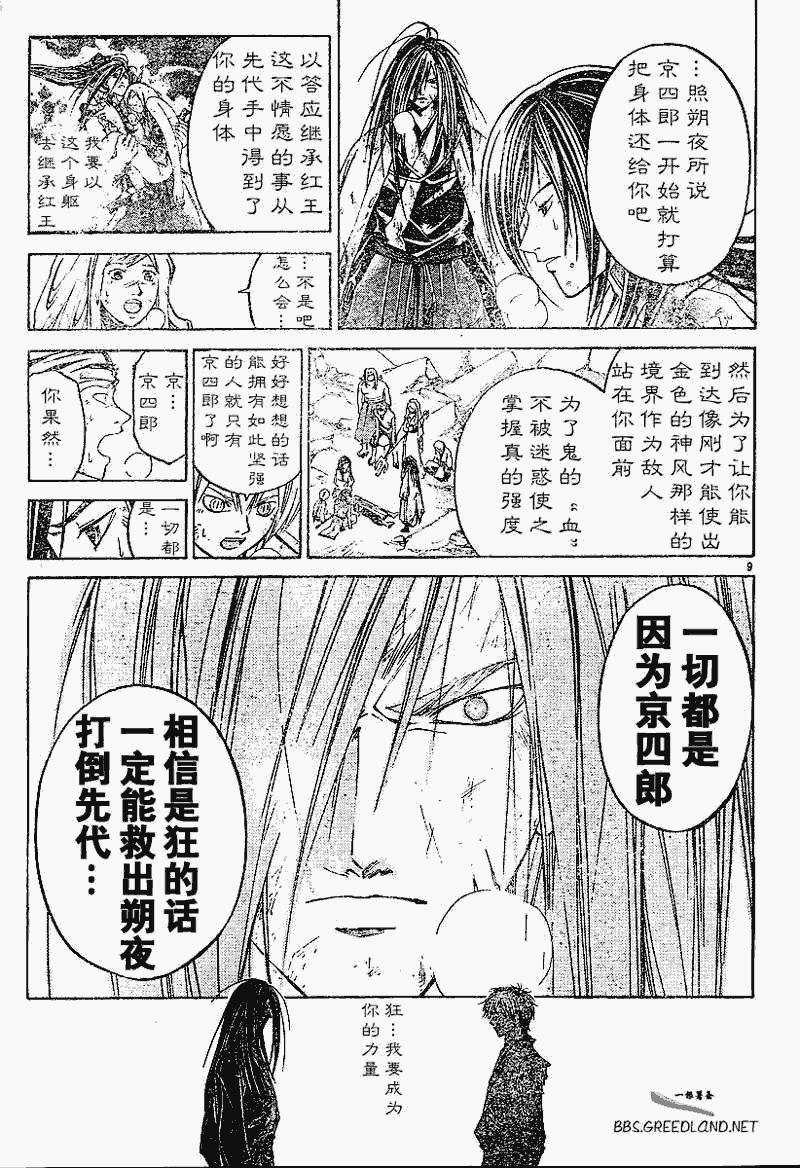 …照朔夜所说
京四郎一开始就打算
把身体还给你吧
以答应继承红王
这不情愿的事从
先代手中得到了
你的身体
我要以
这个身躯
去继承红王
…不是吧
怎么会…
然后为了让你能
到达像刚才能使出
金色的神风那样的
境界作为敌人
站在你面前
为了鬼的“血”
不被迷惑使之
掌握真的强度
好好想想的话
能拥有如此坚强
的人就只有
京四郎了啊
京…
京四郎
你果然…
一切都
是…
9
一切都是
因为京四郎
相信是狂的话
一定能救出朔夜
打倒先代…
狂…我要成为
你的力量
BBS.GREEDLAND.NET